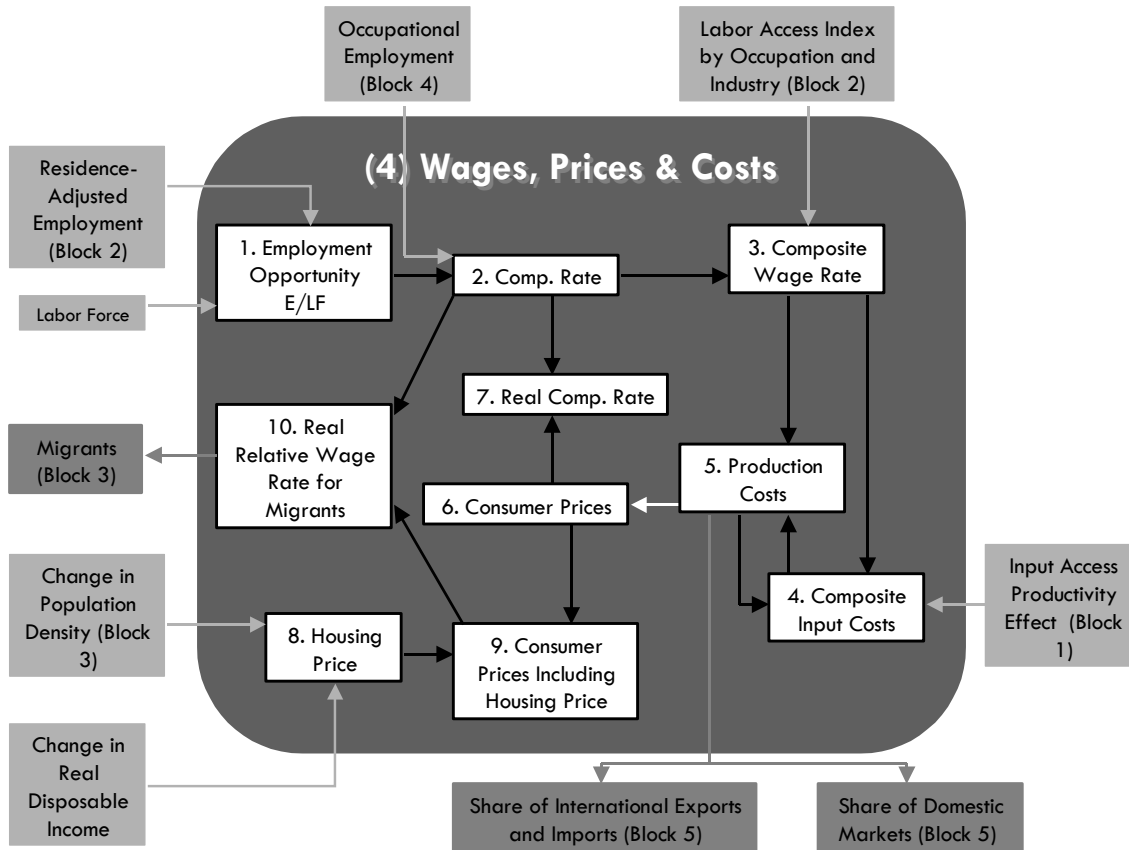 Occupational
Employment
(Block 4)
Labor Access Index
by Occupation and
Industry (Block 2)
Residence-
Adjusted
Employment
(Block 2)
(4) Wages, Prices & Costs
1. Employment
Opportunity
E/LF
2. Comp. Rate
3. Composite
Wage Rate
Labor Force
7. Real Comp. Rate
10. Real
Relative Wage
Rate for
Migrants
Migrants
(Block 3)
5. Production
Costs
6. Consumer Prices
Change in
Population
Density (Block
3)
8. Housing
Price
9. Consumer
Prices Including
Housing Price
4. Composite
Input Costs
Input Access
Productivity
Effect (Block
1)
Change in
Real
Disposable
Income
Share of International Exports
and Imports (Block 5)
Share of Domestic
Markets (Block 5)